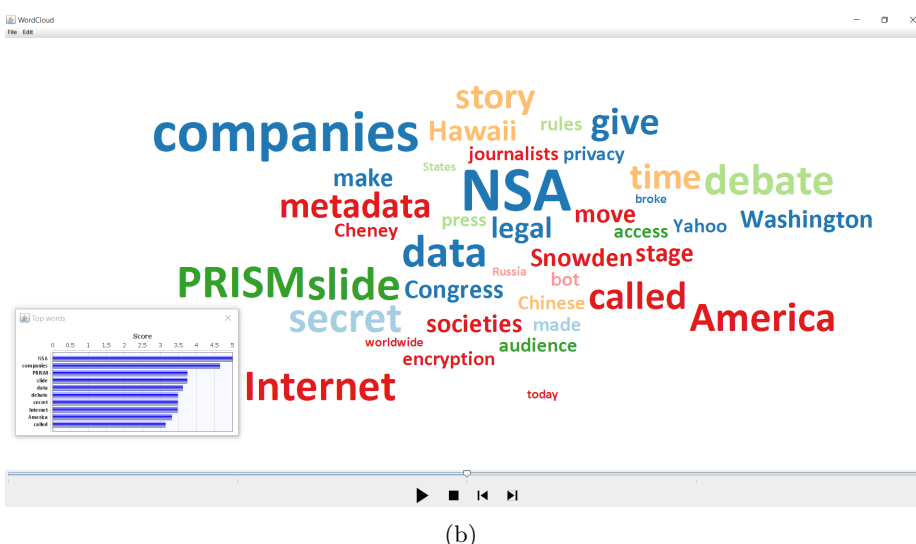 WordCloud
File Edit
story
companies Hawaii rules give
journalists privacy
States
make NSA time debate
metadata broke
press legal move access Yahoo Washington
Cheney
data Snowden stage
Russia
PRISM slide Congress bot
Chinese called
secret societies made America
worldwide audience
encryption
Internet today
Top words
Score
0 0.5 1 1.5 2 2.5 3 3.5 4 4.5 5
NSA
companies
PRISM
slide
data
debate
secret
Internet
America
called
(b)